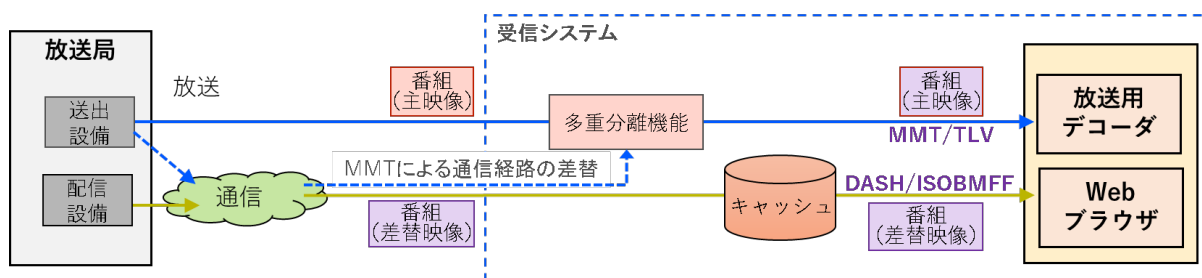 受信システム
放送局
放送
送出
設備
番組
(主映像)
多重分離機能
番組
(主映像)
MMT/TLV
放送用
デコーダ
MMTによる通信経路の差替
配信
設備
通信
番組
(差替映像)
キャッシュ
DASH/ISOBMFF
番組
(差替映像)
Web
ブラウザ